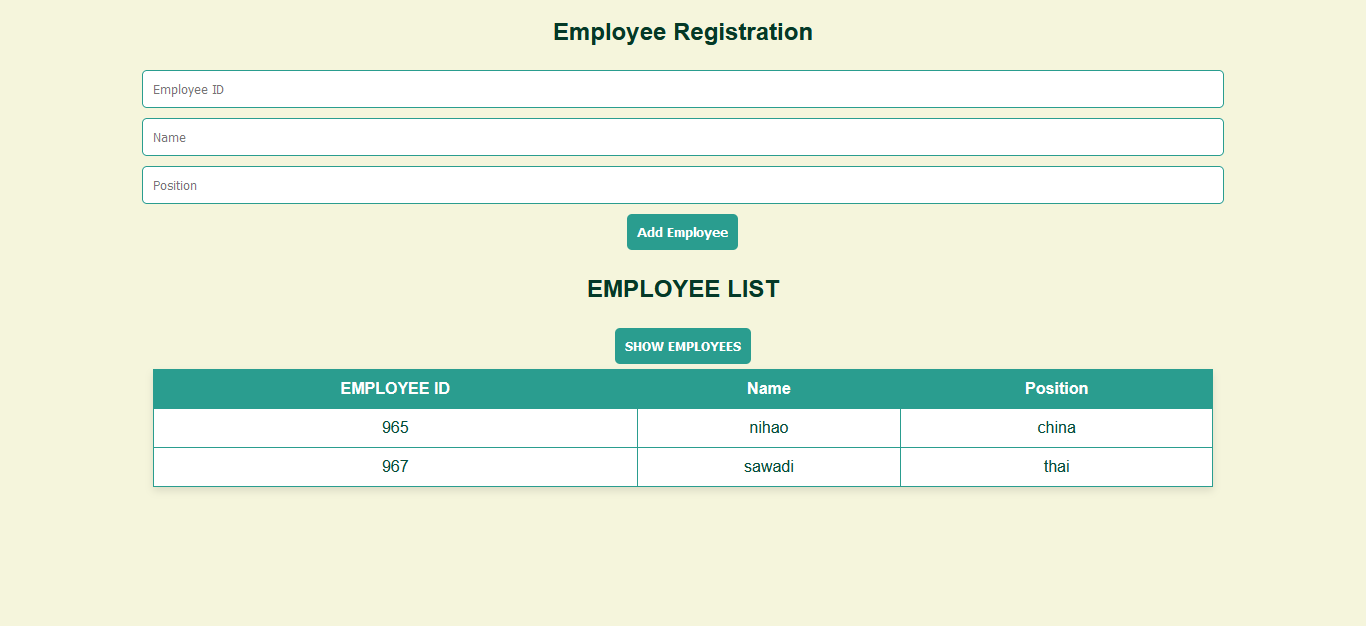 Employee Registration
Employee ID
Name
Position
Add Employee
EMPLOYEE LIST
SHOW EMPLOYEES
EMPLOYEE ID Name Position
965 nihao china
967 sawadi thai